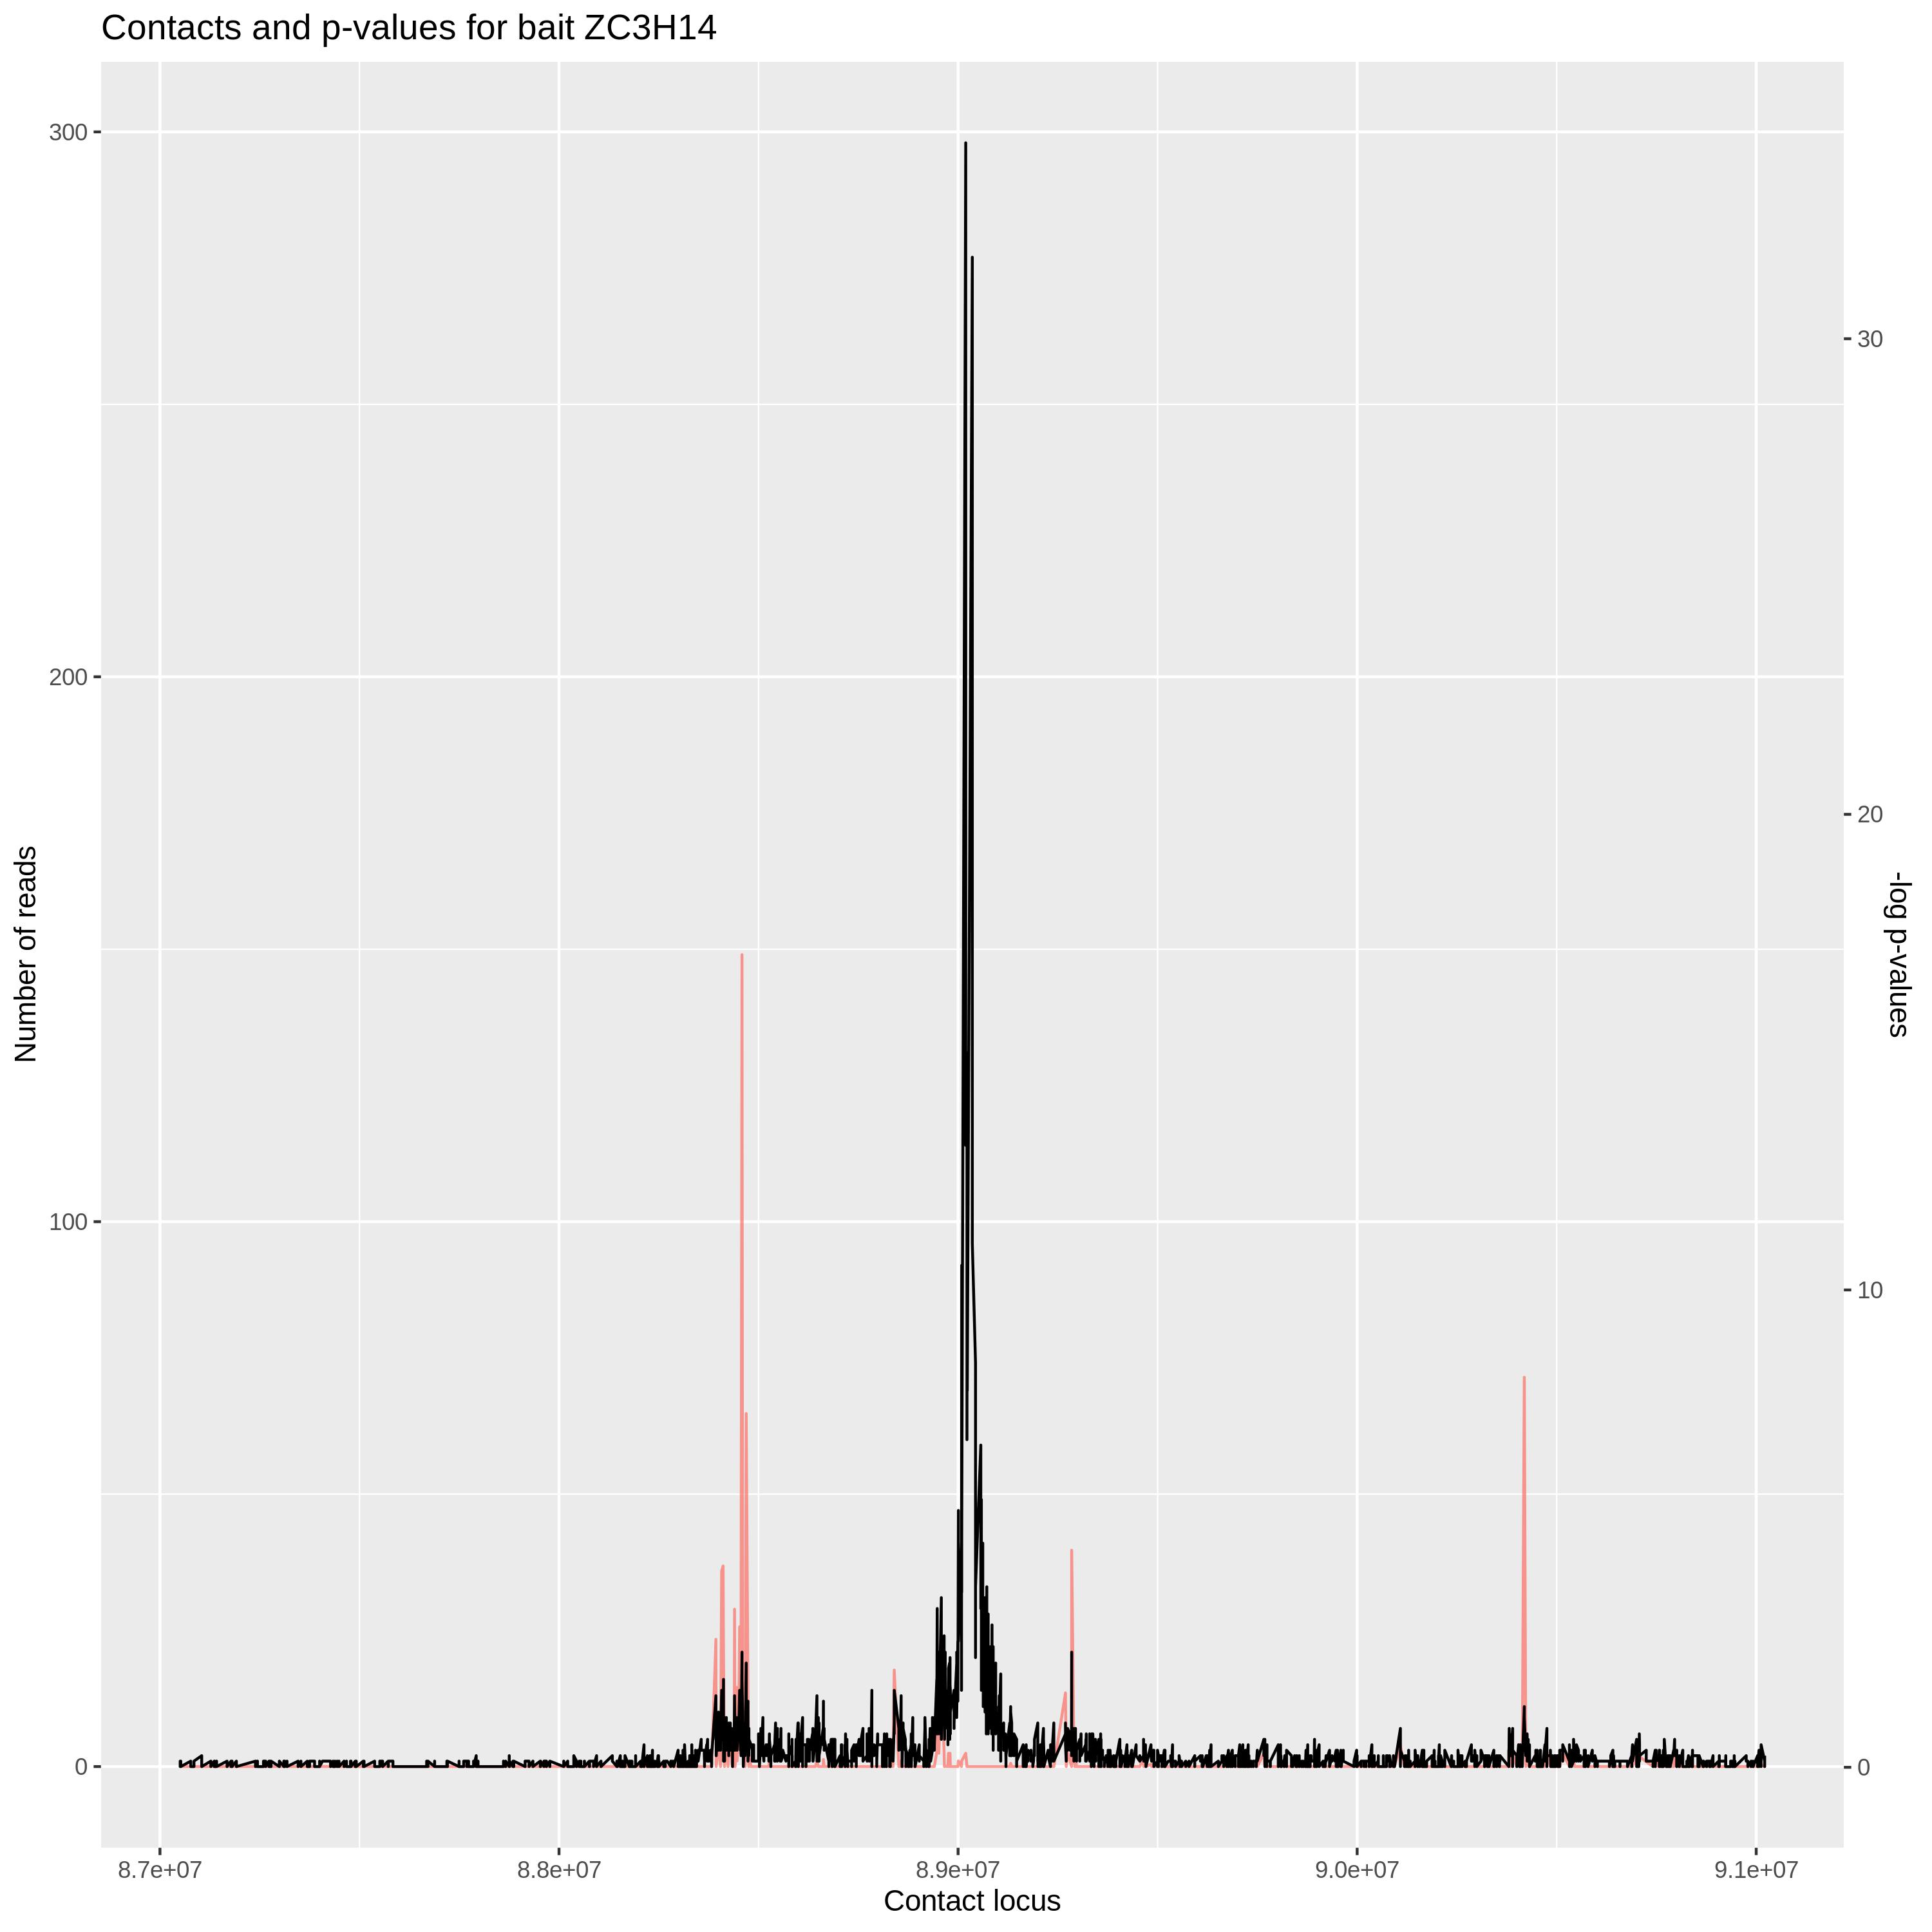 Contacts and p-values for bait ZC3H14
300
200
100
0
Number of reads
30
20
10
0
-log p-values
8.7e+07
8.8e+07
8.9e+07
9.0e+07
9.1e+07
Contact locus